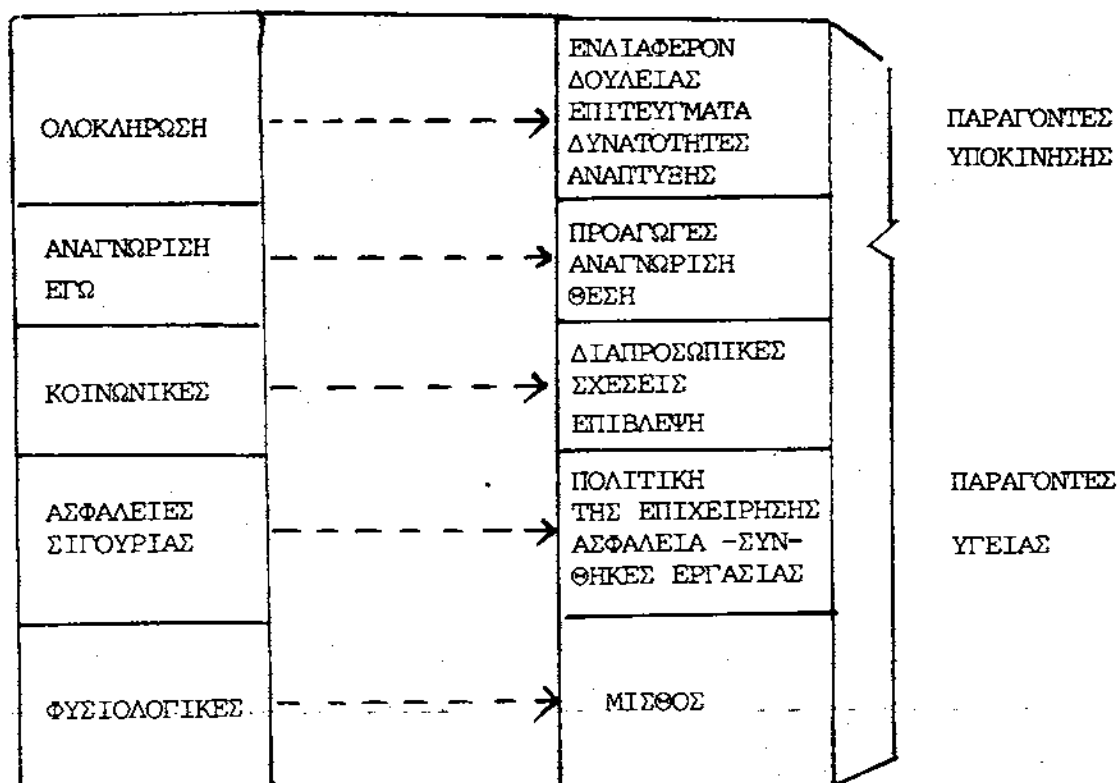 ΟΛΟΚΛΗΡΩΣΗ
ΕΝΔΙΑΦΕΡΟΝ
ΔΟΥΛΕΙΑΣ
ΕΠΙΤΕΥΓΜΑΤΑ
ΔΥΝΑΤΟΤΗΤΕΣ
ΑΝΑΠΤΥΞΗΣ
ΠΑΡΑΓΟΝΤΕΣ
ΥΠΟΚΙΝΗΣΗΣ
ΑΝΑΓΝΩΡΙΣΗ
ΕΓΩ
ΠΡΟΑΓΩΓΕΣ
ΑΝΑΓΝΩΡΙΣΗ
ΘΕΣΗ
ΚΟΙΝΩΝΙΚΕΣ
ΔΙΑΠΡΟΣΩΠΙΚΕΣ
ΣΧΕΣΕΙΣ
ΕΠΙΒΛΕΨΗ
ΑΣΦΑΛΕΙΕΣ
ΣΙΓΟΥΡΙΑΣ
ΠΟΛΙΤΙΚΗ
ΤΗΣ ΕΠΙΧΕΙΡΗΣΗΣ
ΑΣΦΑΛΕΙΑ -ΣΥΝ-
ΘΗΚΕΣ ΕΡΓΑΣΙΑΣ
ΠΑΡΑΓΟΝΤΕΣ
ΥΓΕΙΑΣ
ΦΥΣΙΟΛΟΓΙΚΕΣ
ΜΙΣΘΟΣ